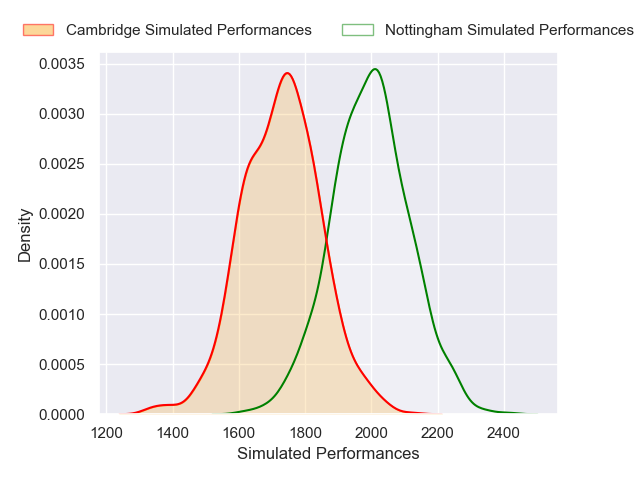 Cambridge Simulated Performances Nottingham Simulated Performances
0.0035
0.0030
0.0025
0.0020
0.0015
0.0010
0.0005
0.0000
Density
1200 1400 1600 1800 2000 2200 2400
Simulated Performances